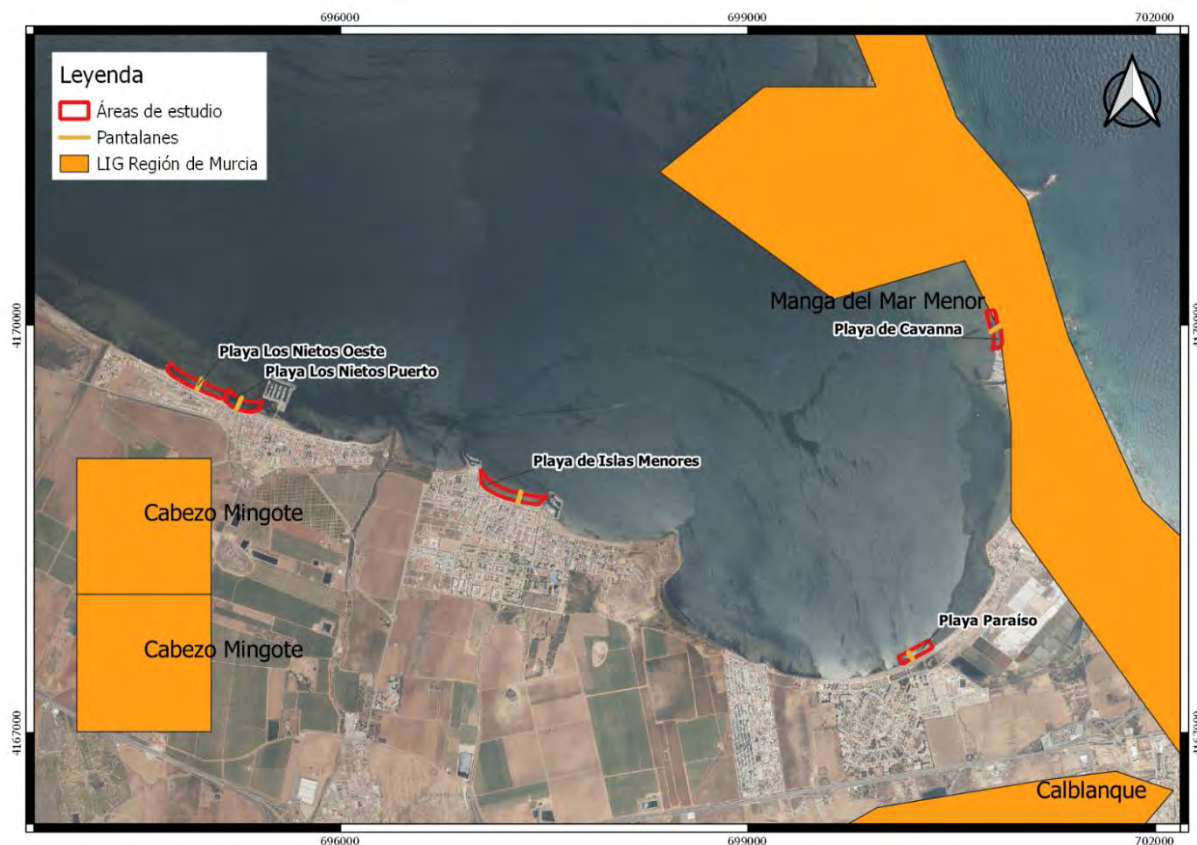 696000
699000
702000
Leyenda
Áreas de estudio
Pantalanes
LIG Región de Murcia
Manga del Mar Menor
4170000
4170000
Playa de Cavanna
Playa Los Nietos Oeste
Playa Los Nietos Puerto
Playa de Islas Menores
Cabezo Mingote
Playa Paraíso
Cabezo Mingote
4167000
4167000
Calblanque
696000
699000
702000